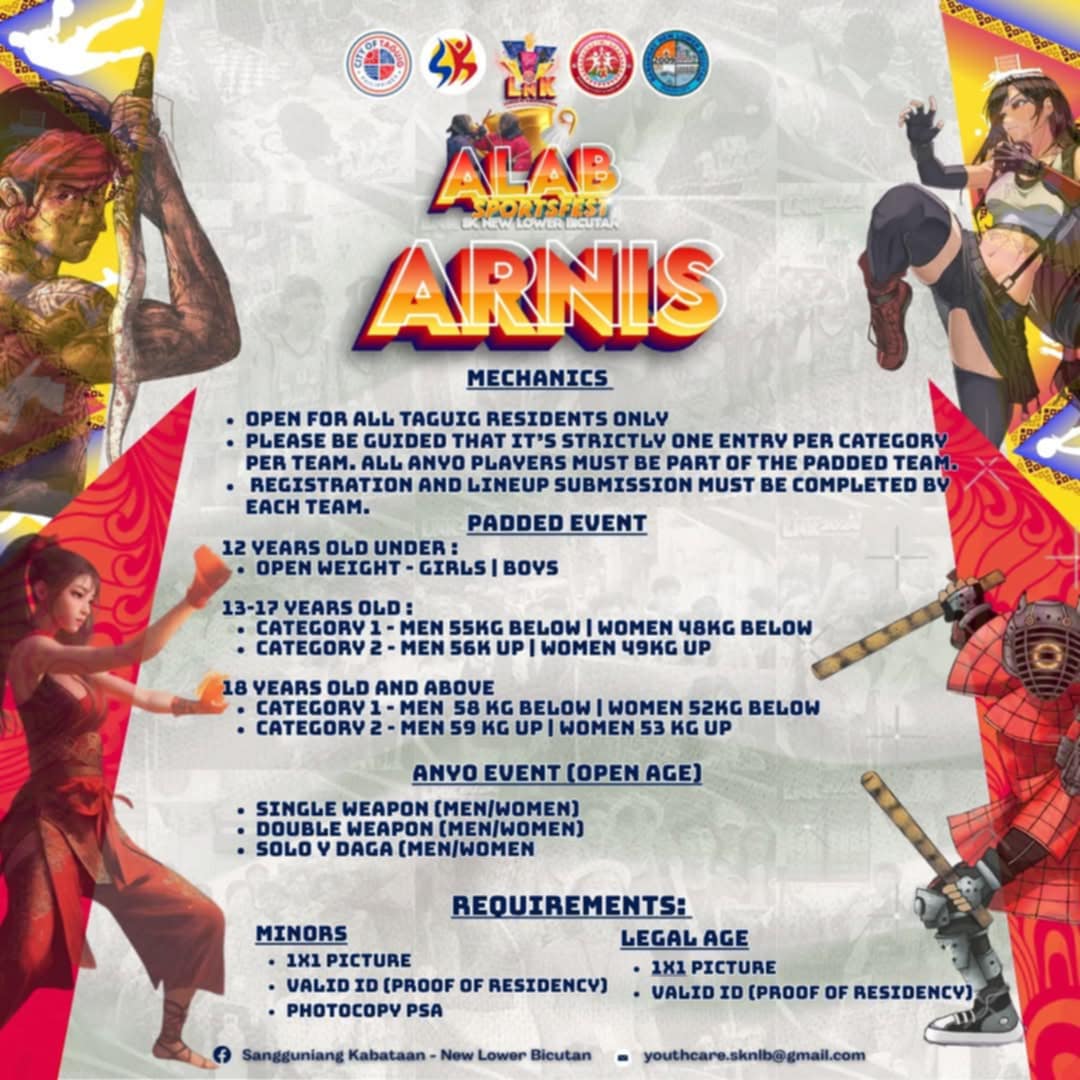 CITY OF TAGUIG
PHILIPPINES
SK
LNK
ALAB
SPORTSFEST
SK NEW LOWER BICUTAN
ARNIS
MECHANICS
• OPEN FOR ALL TAGUIG RESIDENTS ONLY
• PLEASE BE GUIDED THAT IT'S STRICTLY ONE ENTRY PER CATEGORY
PER TEAM. ALL ANYO PLAYERS MUST BE PART OF THE PADDED TEAM.
• REGISTRATION AND LINEUP SUBMISSION MUST BE COMPLETED BY
EACH TEAM.
PADDED EVENT
12 YEARS OLD UNDER :
• OPEN WEIGHT - GIRLS | BOYS
13-17 YEARS OLD :
• CATEGORY 1 - MEN 55KG BELOW | WOMEN 48KG BELOW
• CATEGORY 2 - MEN 56K UP | WOMEN 49KG UP
18 YEARS OLD AND ABOVE
• CATEGORY 1 - MEN 58 KG BELOW | WOMEN 52KG BELOW
• CATEGORY 2 - MEN 59 KG UP | WOMEN 53 KG UP
ANYO EVENT (OPEN AGE)
• SINGLE WEAPON (MEN/WOMEN)
• DOUBLE WEAPON (MEN/WOMEN)
• SOLO Y DAGA (MEN/WOMEN
REQUIREMENTS:
MINORS
• 1X1 PICTURE
• VALID ID (PROOF OF RESIDENCY)
• PHOTOCOPY PSA
LEGAL AGE
• 1X1 PICTURE
• VALID ID (PROOF OF RESIDENCY)
Sangguniang Kabataan - New Lower Bicutan
youthcare.sknlb@gmail.com